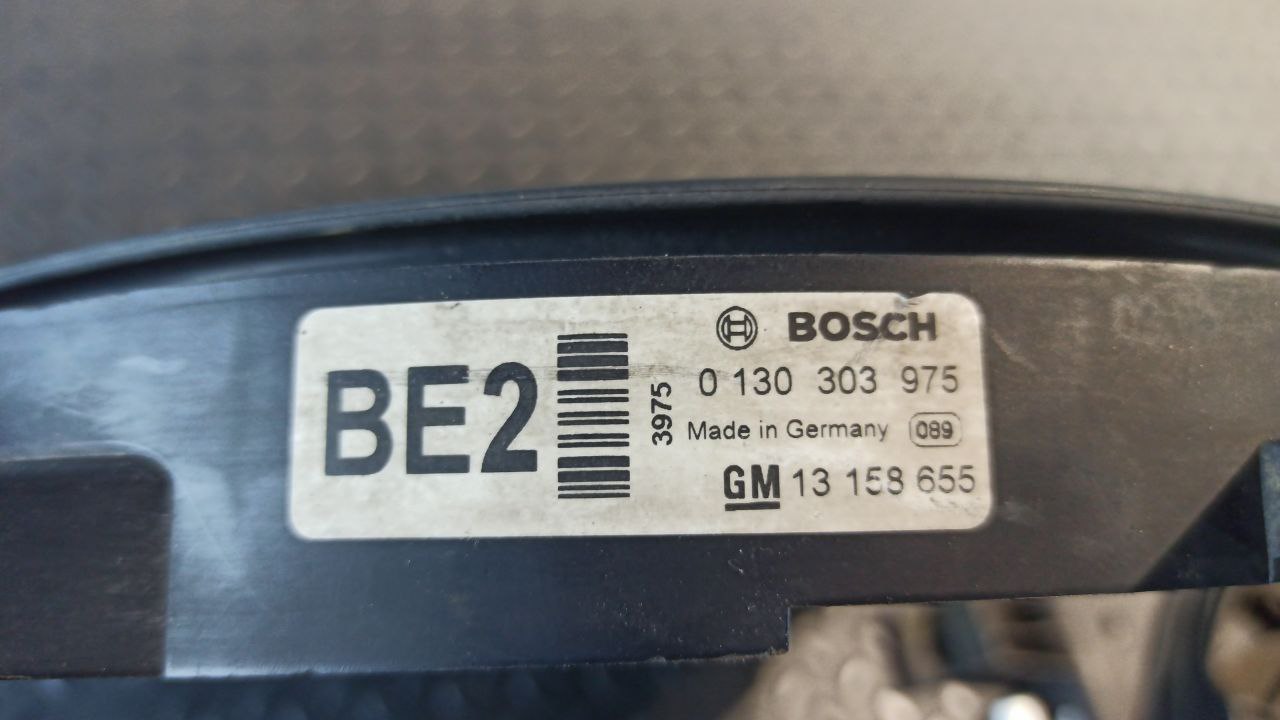 BE2
3975
BOSCH
0 130 303 975
Made in Germany 089
GM 13 158 655